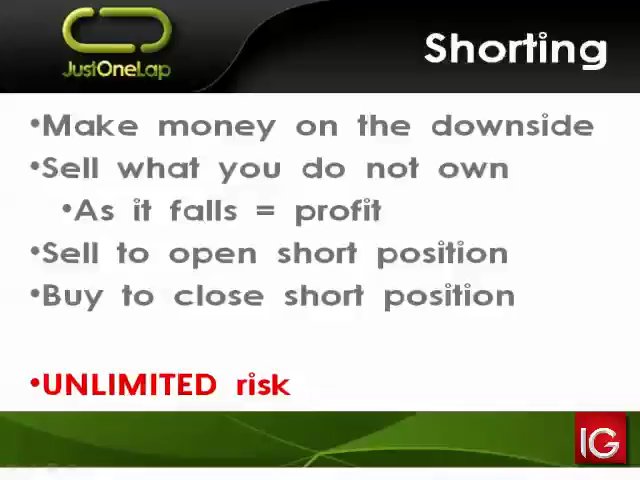 JustOneLap
Shorting
•Make money on the downside
•Sell what you do not own
•As it falls = profit
•Sell to open short position
•Buy to close short position
•UNLIMITED risk
IG